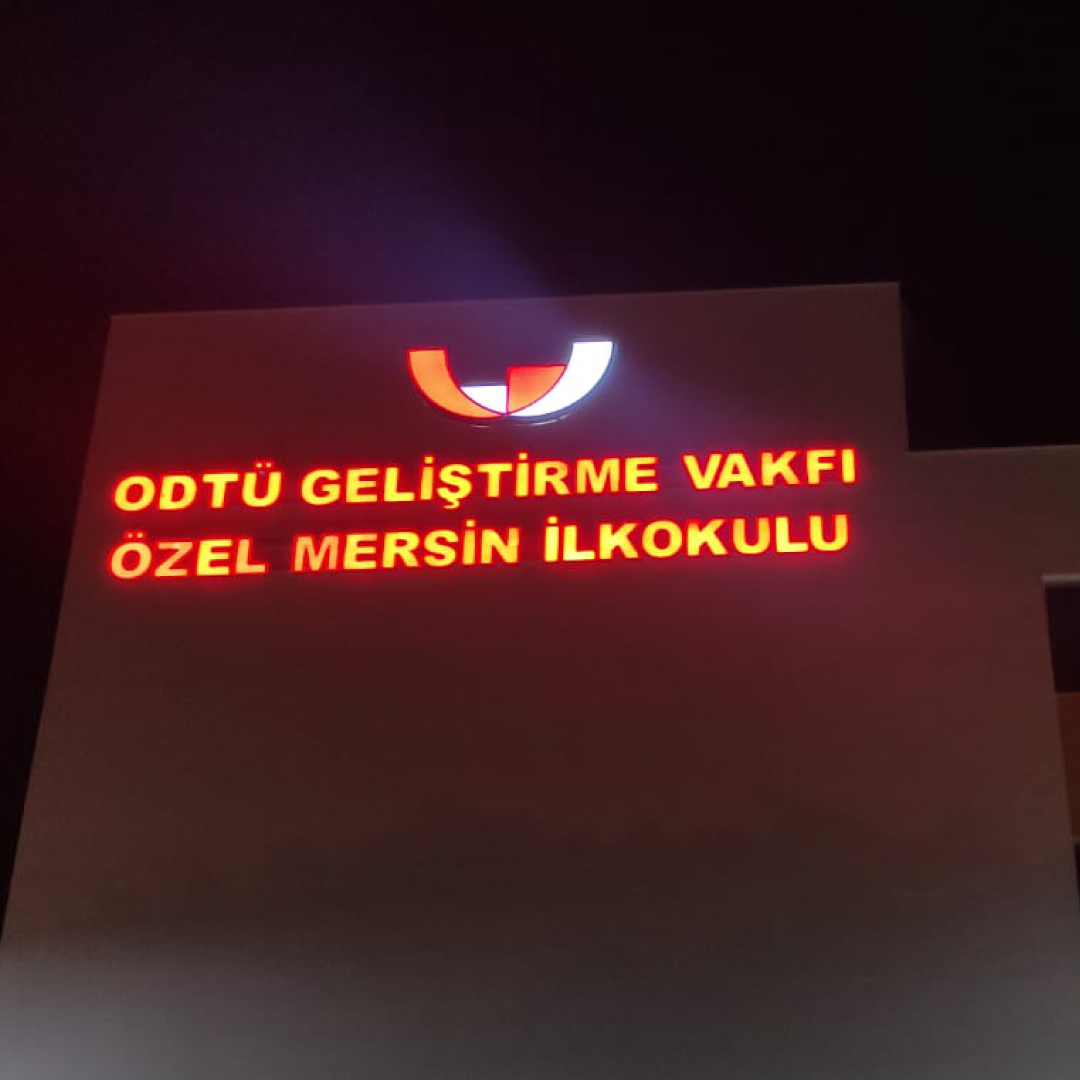 ODTÜ GELİŞTİRME VAKFI
ÖZEL MERSİN İLKOKULU